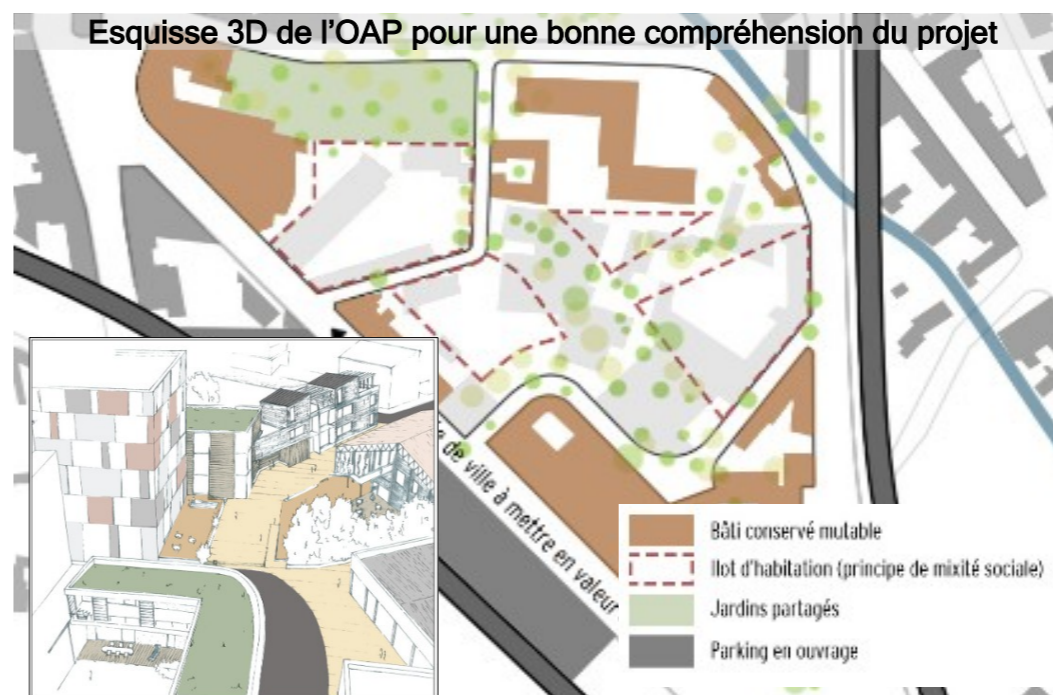 Esquisse 3D de l’OAP pour une bonne compréhension du projet
de ville à mettre en valeur
Bâti conservé mutable
Ilot d'habitation (principe de mixité sociale)
Jardins partagés
Parking en ouvrage